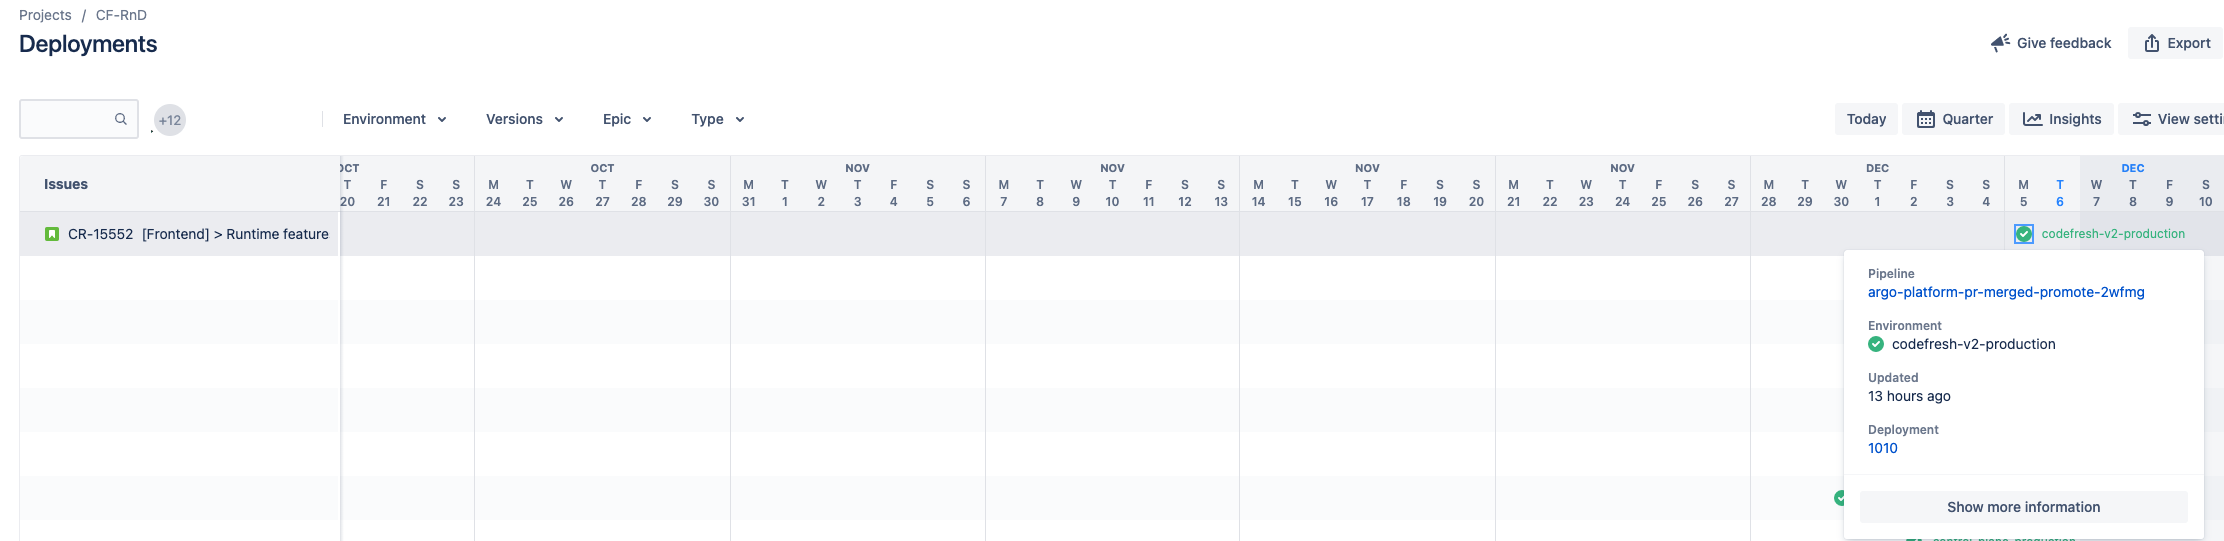 Projects / CF-RnD
Deployments
Give feedback
Export
+12
Environment
Versions
Epic
Type
Today
Quarter
Insights
View setti
Issues
OCT OCT NOV NOV NOV NOV DEC DEC
T F S S M T W T F S S M T W T F S S M T W T F S S M T W T F S S M T W T F S S M T W T F S S M T W T F S
20 21 22 23 24 25 26 27 28 29 30 31 1 2 3 4 5 6 7 8 9 10 11 12 13 14 15 16 17 18 19 20 21 22 23 24 25 26 27 28 29 30 1 2 3 4 5 6 7 8 9 10
CR-15552 [Frontend] > Runtime feature
codefresh-v2-production
Pipeline
argo-platform-pr-merged-promote-2wfmg
Environment
codefresh-v2-production
Updated
13 hours ago
Deployment
1010
Show more information